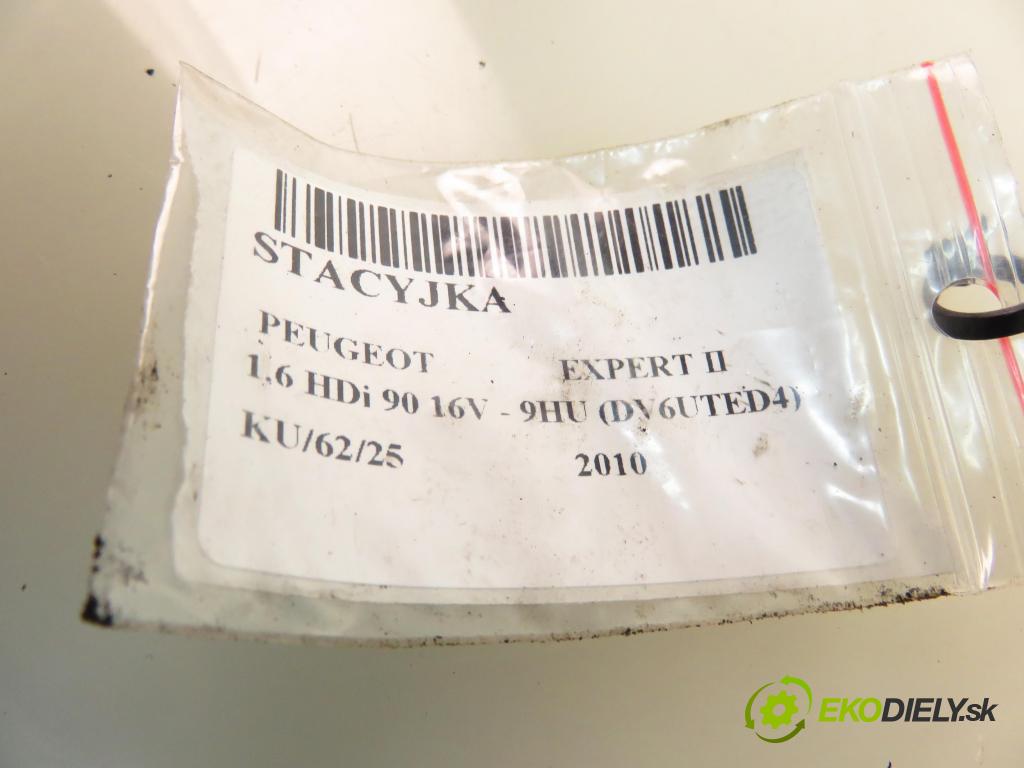 STACYJKA
PEUGEOT EXPERT II
1.6 HDi 90 16V - 9HU (DV6UTED4)
KU/62/25 2010
EKODIELY.sk